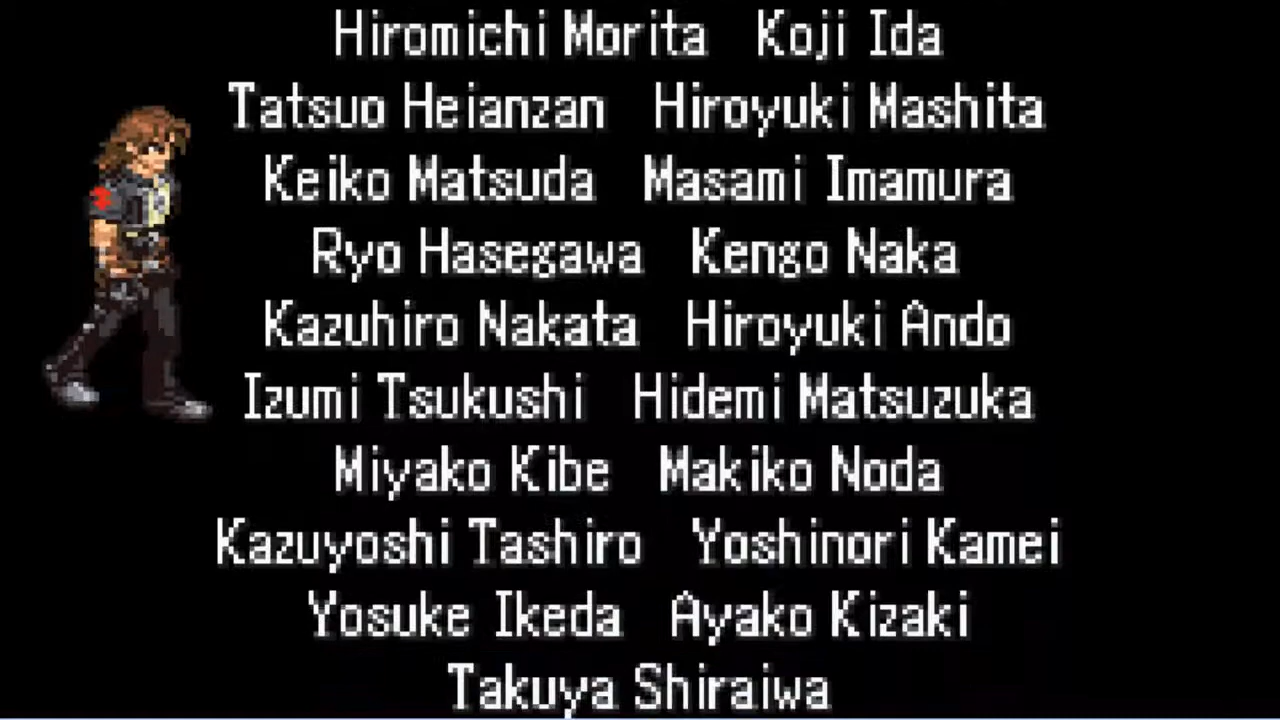 Hiromichi Morita Koji Ida
Tatsuo Heianzan Hiroyuki Mashita
Keiko Matsuda Masami Imamura
Ryo Hasegawa Kengo Naka
Kazuhiro Nakata Hiroyuki Ando
Izumi Tsukushi Hidemi Matsuzuka
Miyako Kibe Makiko Noda
Kazuyoshi Tashiro Yoshinori Kamei
Yosuke Ikeda Ayako Kizaki
Takuya Shiraiwa